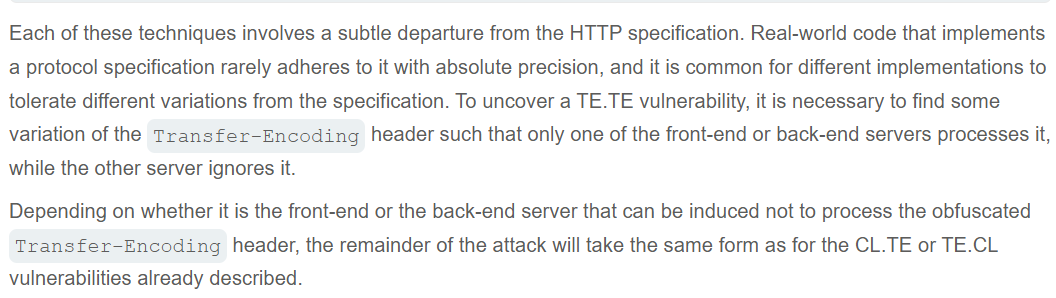 Each of these techniques involves a subtle departure from the HTTP specification. Real-world code that implements
a protocol specification rarely adheres to it with absolute precision, and it is common for different implementations to
tolerate different variations from the specification. To uncover a TE.TE vulnerability, it is necessary to find some
variation of the Transfer-Encoding header such that only one of the front-end or back-end servers processes it,
while the other server ignores it.
Depending on whether it is the front-end or the back-end server that can be induced not to process the obfuscated
Transfer-Encoding header, the remainder of the attack will take the same form as for the CL.TE or TE.CL
vulnerabilities already described.